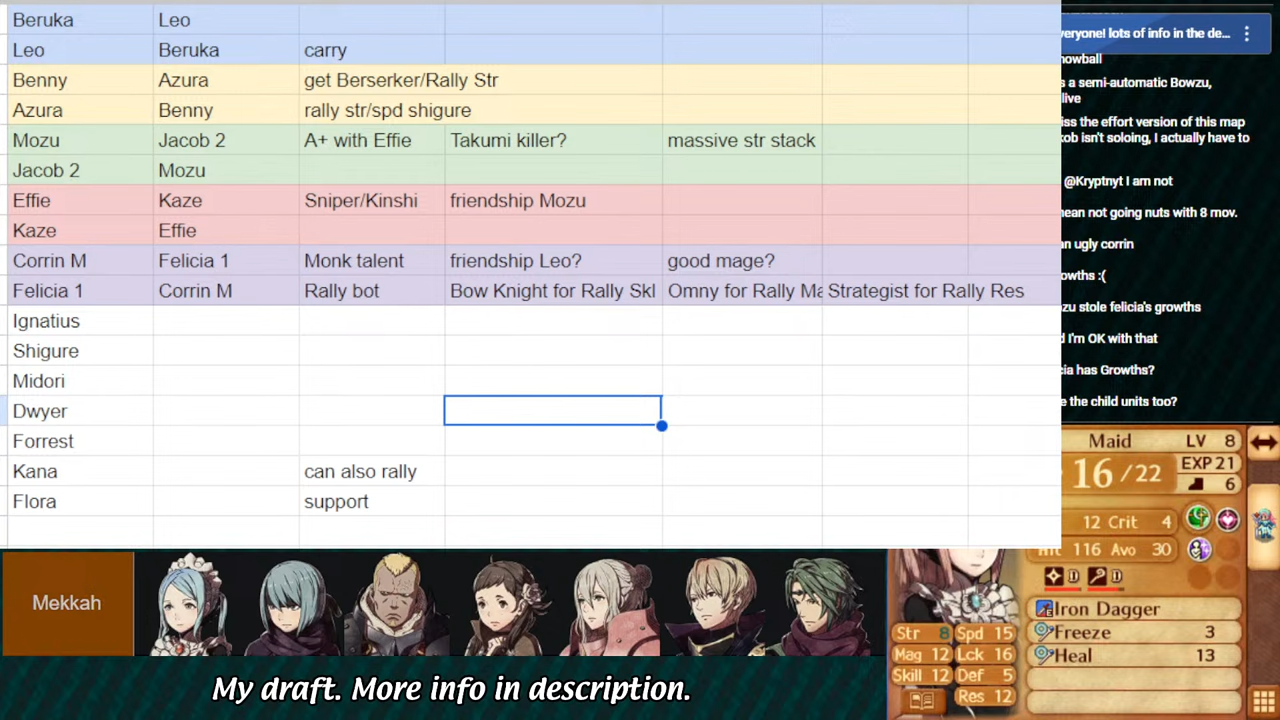 Beruka Leo
Leo Beruka carry
Benny Azura get Berserker/Rally Str
Azura Benny rally str/spd shigure
Mozu Jacob 2 A+ with Effie Takumi killer? massive str stack
Jacob 2 Mozu
Effie Kaze Sniper/Kinshi friendship Mozu
Kaze Effie
Corrin M Felicia 1 Monk talent friendship Leo? good mage?
Felicia 1 Corrin M Rally bot Bow Knight for Rally Skl Omny for Rally Ma Strategist for Rally Res
Ignatius
Shigure
Midori
Dwyer
Forrest
Kana can also rally
Flora support
veryone! lots of info in the de...
nowball
s a semi-automatic Bowzu,
live
iss the effort version of this map
kob isn't soloing, I actually have to
@Kryptnyt I am not
nean not going nuts with 8 mov.
an ugly corrin
owths :(
zu stole felicia's growths
d I'm OK with that
cia has Growths?
e the child units too?
Maid LV 8
16/22 EXP 21
6
12 Crit 4
Hit 116 Avo 30
D D
Iron Dagger
Freeze 3
Heal 13
Str 8 Spd 15
Mag 12 Lck 16
Skill 12 Def 5
Res 12
Mekkah
My draft. More info in description.